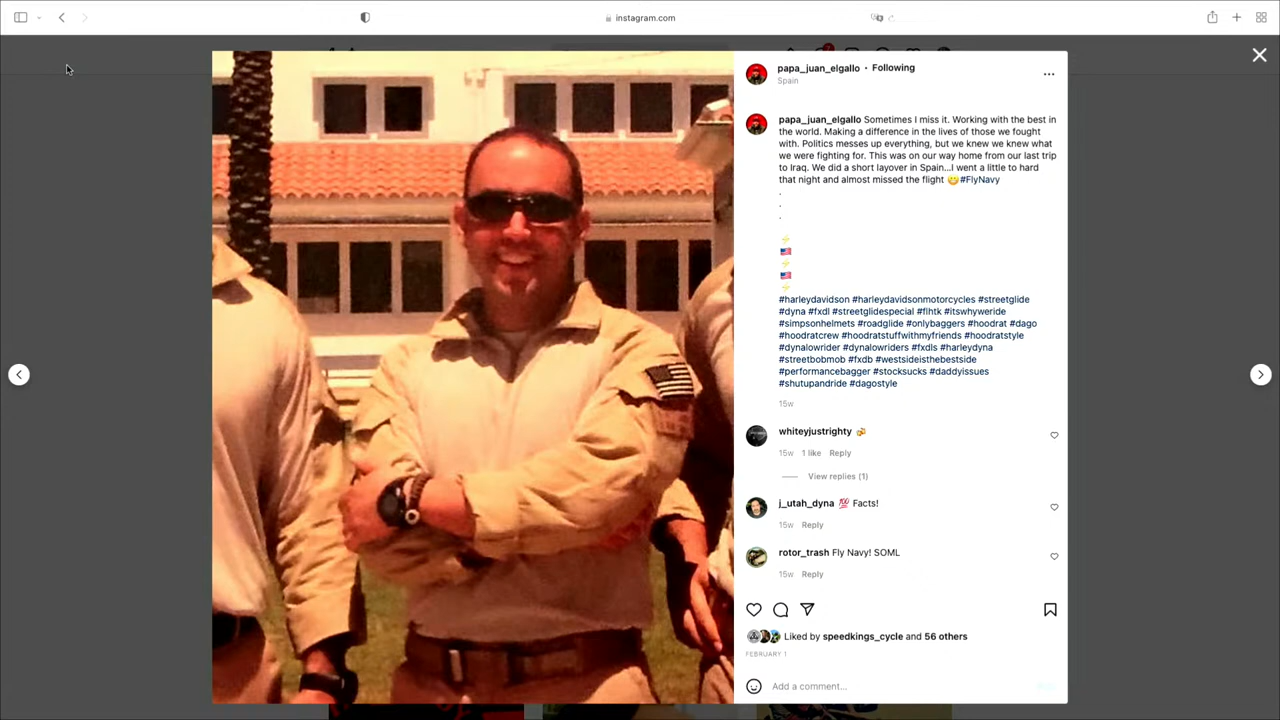 instagram.com
papa_juan_elgallo • Following
Spain
papa_juan_elgallo Sometimes I miss it. Working with the best in
the world. Making a difference in the lives of those we fought
with. Politics messes up everything, but we knew we knew what
we were fighting for. This was on our way home from our last trip
to Iraq. We did a short layover in Spain...I went a little to hard
that night and almost missed the flight 😋#FlyNavy
.
.
.
⚡
🇺🇸
⚡
🇺🇸
⚡
#harleydavidson #harleydavidsonmotorcycles #streetglide
#dyna #fxdl #streetglidespecial #flhtk #itswhyweride
#simpsonhelmets #roadglide #onlybaggers #hoodrat #dago
#hoodratcrew #hoodratstuffwithmyfriends #hoodratstyle
#dynalowrider #dynalowriders #fxdls #harleydyna
#streetbobmob #fxdb #westsideisthebestside
#performancebagger #stocksucks #daddyissues
#shutupandride #dagostyle
15w
whiteyjustrighty
15w 1 like Reply
View replies (1)
j_utah_dyna 💯 Facts!
15w Reply
rotor_trash Fly Navy! SOML
15w Reply
Liked by speedkings_cycle and 56 others
FEBRUARY 1
Add a comment...